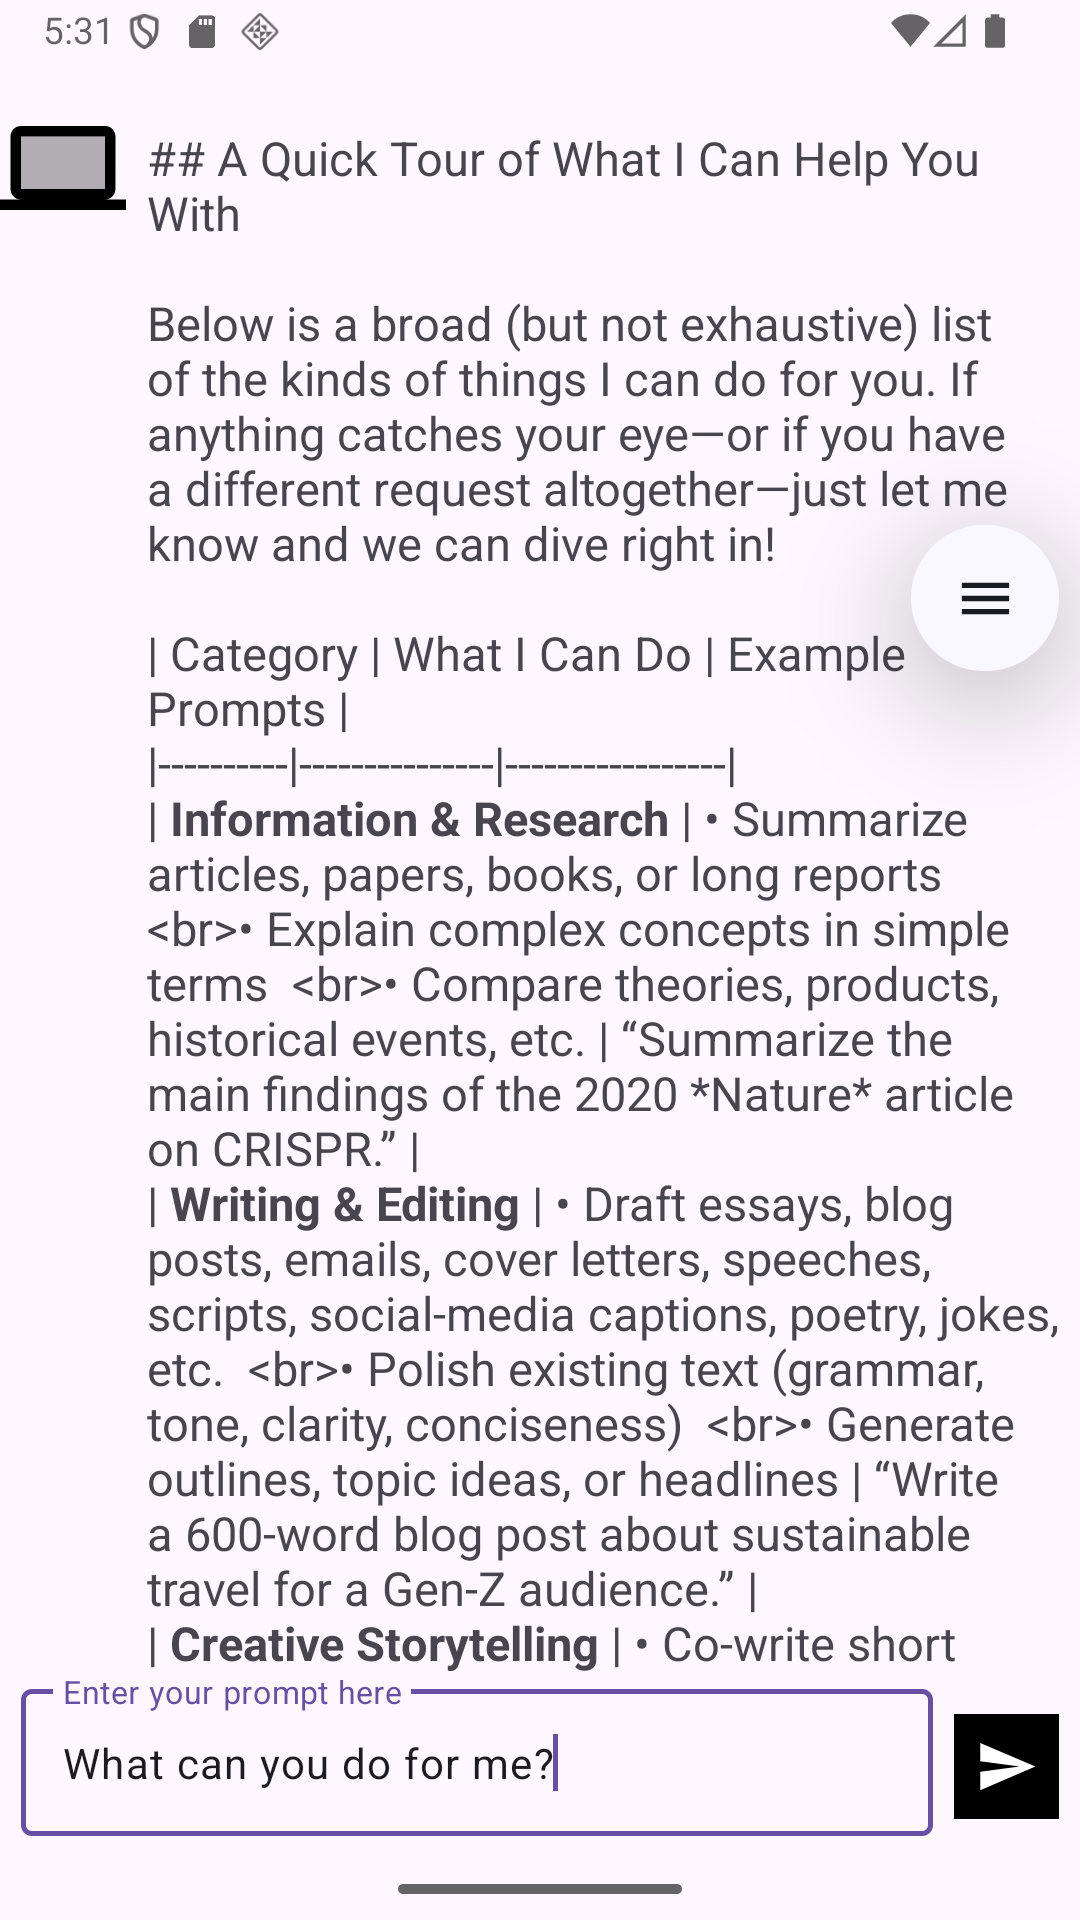 5:31
## A Quick Tour of What I Can Help You
With
Below is a broad (but not exhaustive) list
of the kinds of things I can do for you. If
anything catches your eye—or if you have
a different request altogether—just let me
know and we can dive right in!
| Category | What I Can Do | Example
Prompts |
|----------|---------------|-----------------|
| Information & Research | • Summarize
articles, papers, books, or long reports
<br>• Explain complex concepts in simple
terms  <br>• Compare theories, products,
historical events, etc. | “Summarize the
main findings of the 2020 *Nature* article
on CRISPR.” |
| Writing & Editing | • Draft essays, blog
posts, emails, cover letters, speeches,
scripts, social-media captions, poetry, jokes,
etc.  <br>• Polish existing text (grammar,
tone, clarity, conciseness)  <br>• Generate
outlines, topic ideas, or headlines | “Write
a 600-word blog post about sustainable
travel for a Gen-Z audience.” |
| Creative Storytelling | • Co-write short
Enter your prompt here
What can you do for me?